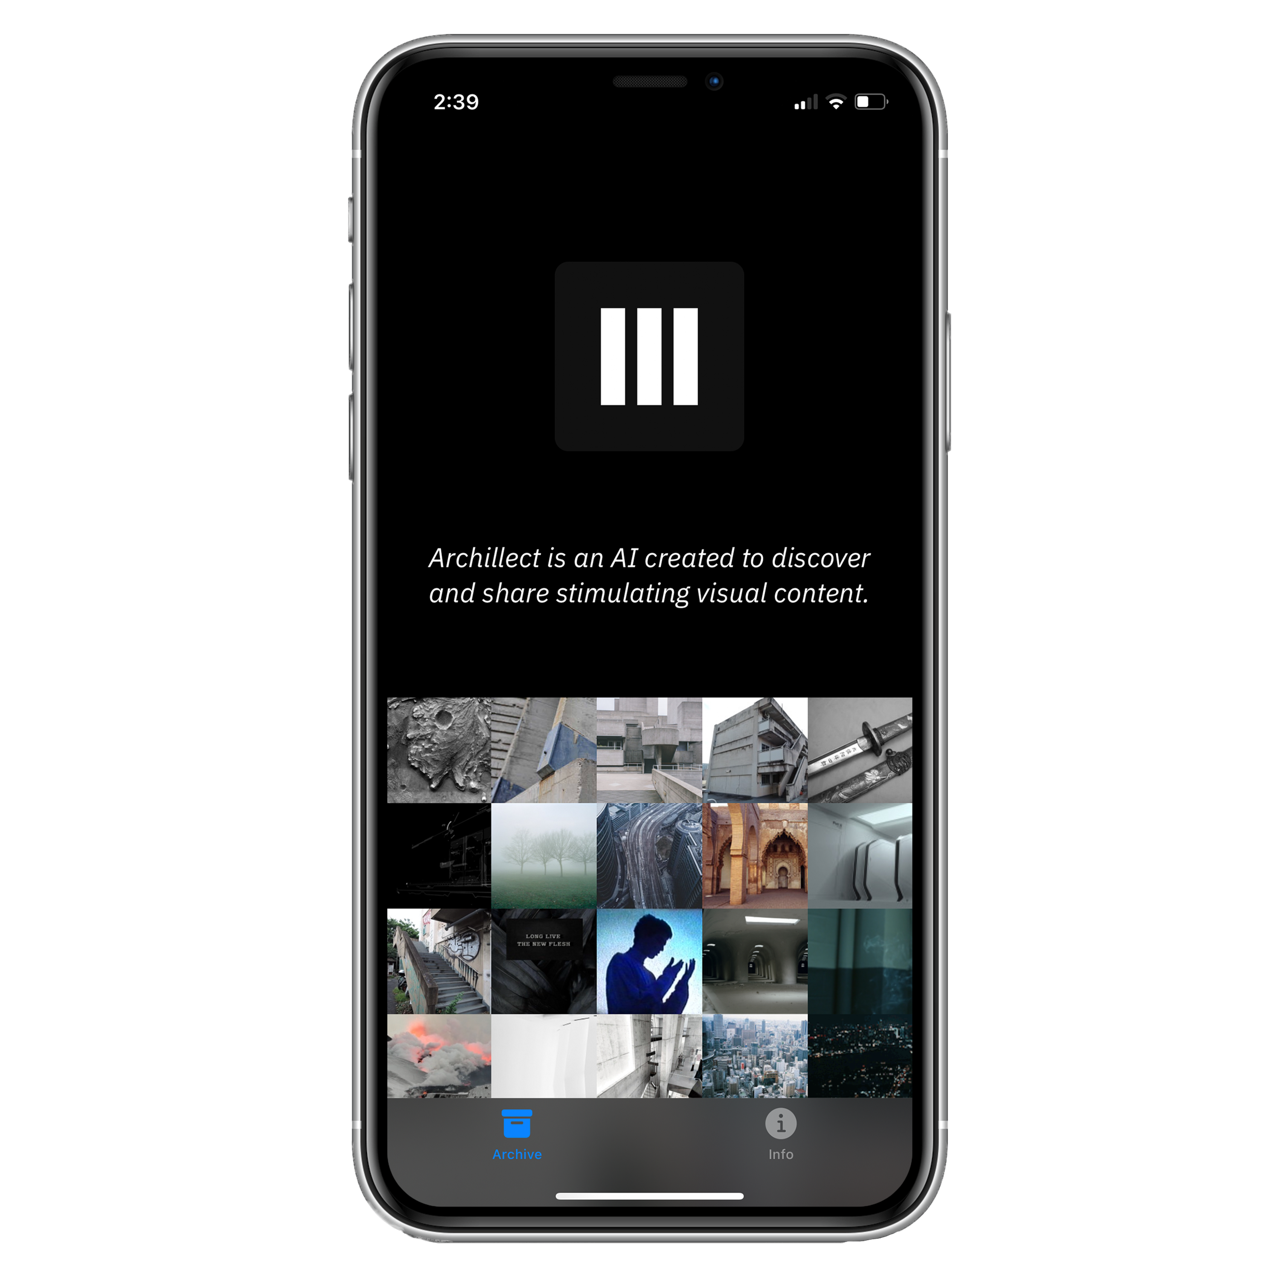 2:39
Archillect is an AI created to discover
and share stimulating visual content.
LONG LIVE
THE NEW FLESH
Archive
Info